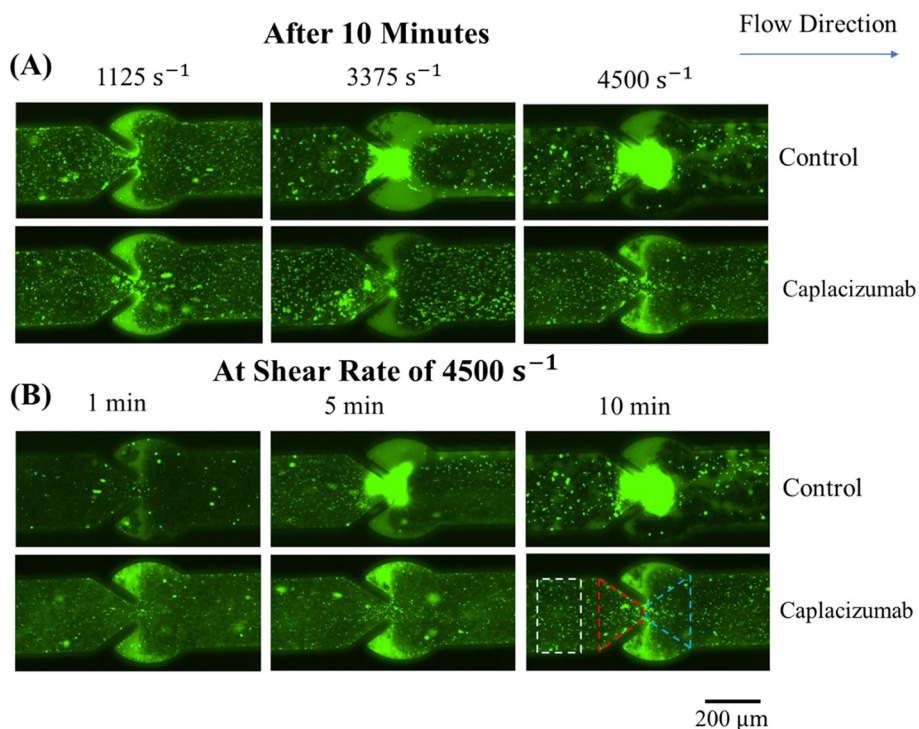 After 10 Minutes
Flow Direction
(A)
1125 s⁻¹
3375 s⁻¹
4500 s⁻¹
Control
Caplacizumab
At Shear Rate of 4500 s⁻¹
(B)
1 min
5 min
10 min
Control
Caplacizumab
200 μm